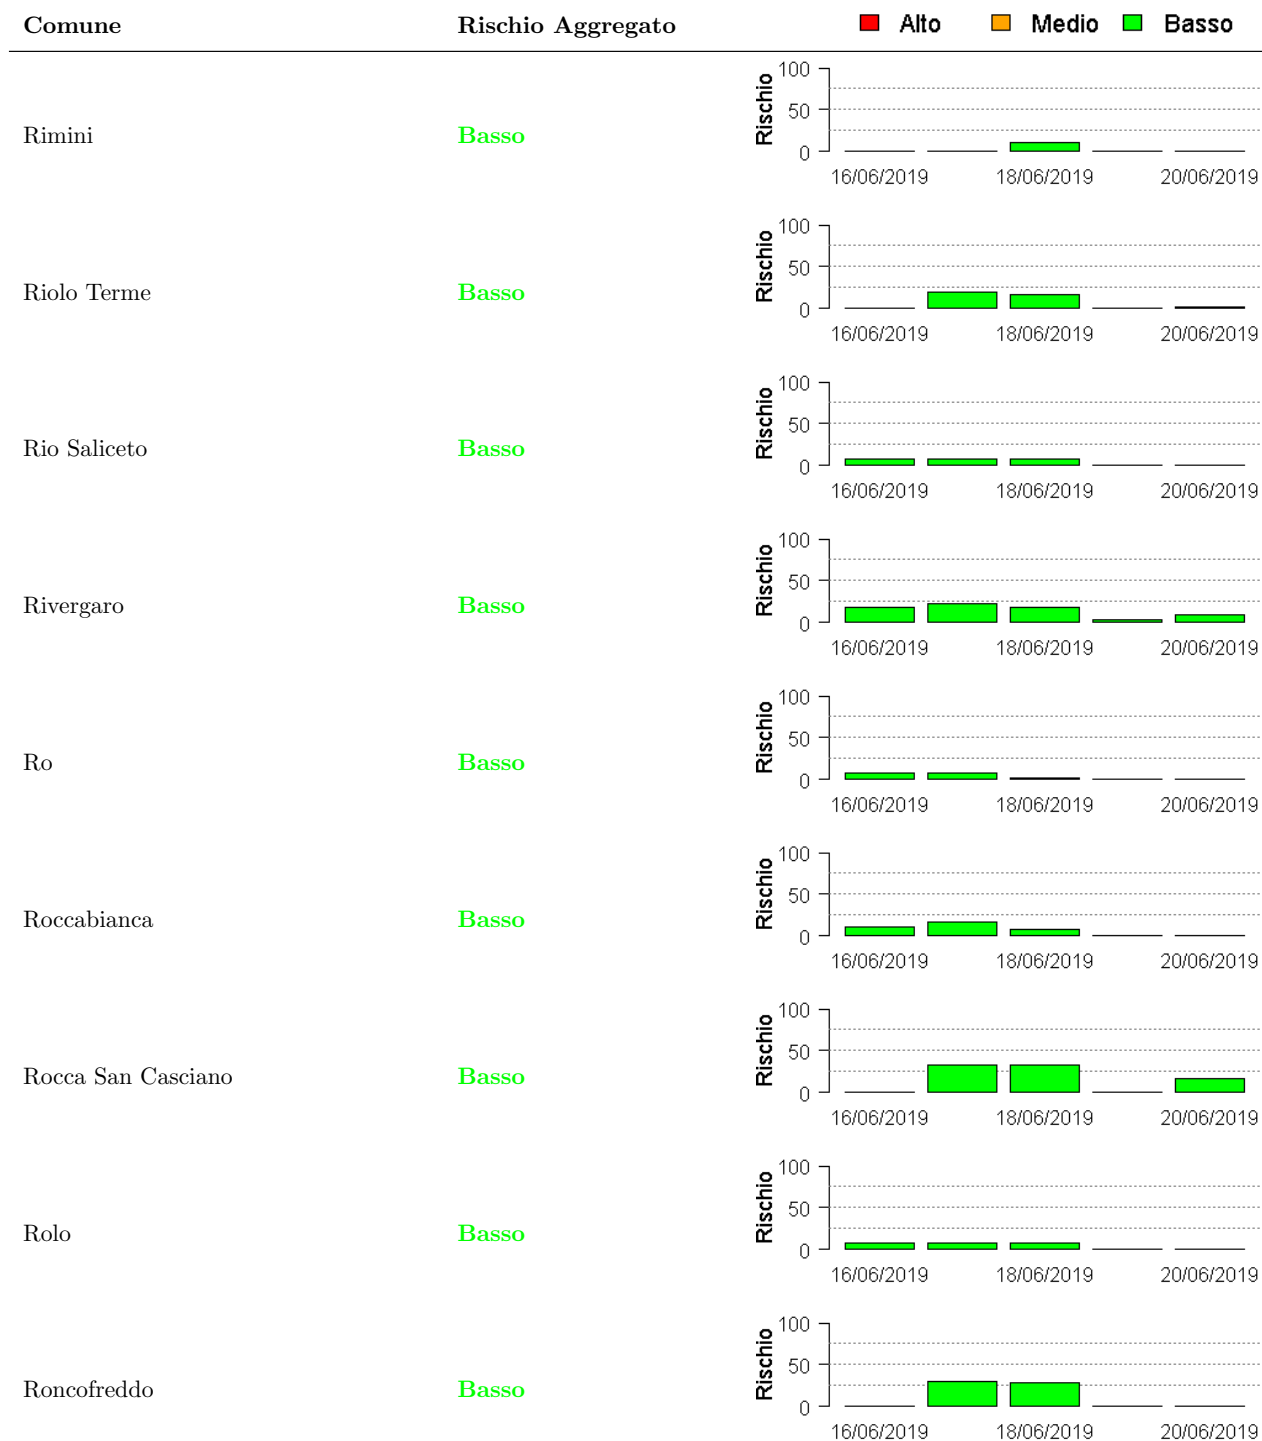 Comune Rischio Aggregato Alto Medio Basso
100
50
0
Rischio
Rimini Basso
16/06/2019 18/06/2019 20/06/2019
100
50
0
Rischio
Riolo Terme Basso
16/06/2019 18/06/2019 20/06/2019
100
50
0
Rischio
Rio Saliceto Basso
16/06/2019 18/06/2019 20/06/2019
100
50
0
Rischio
Rivergaro Basso
16/06/2019 18/06/2019 20/06/2019
100
50
0
Rischio
Ro Basso
16/06/2019 18/06/2019 20/06/2019
100
50
0
Rischio
Roccabianca Basso
16/06/2019 18/06/2019 20/06/2019
100
50
0
Rischio
Rocca San Casciano Basso
16/06/2019 18/06/2019 20/06/2019
100
50
0
Rischio
Rolo Basso
16/06/2019 18/06/2019 20/06/2019
100
50
0
Rischio
Roncofreddo Basso
16/06/2019 18/06/2019 20/06/2019